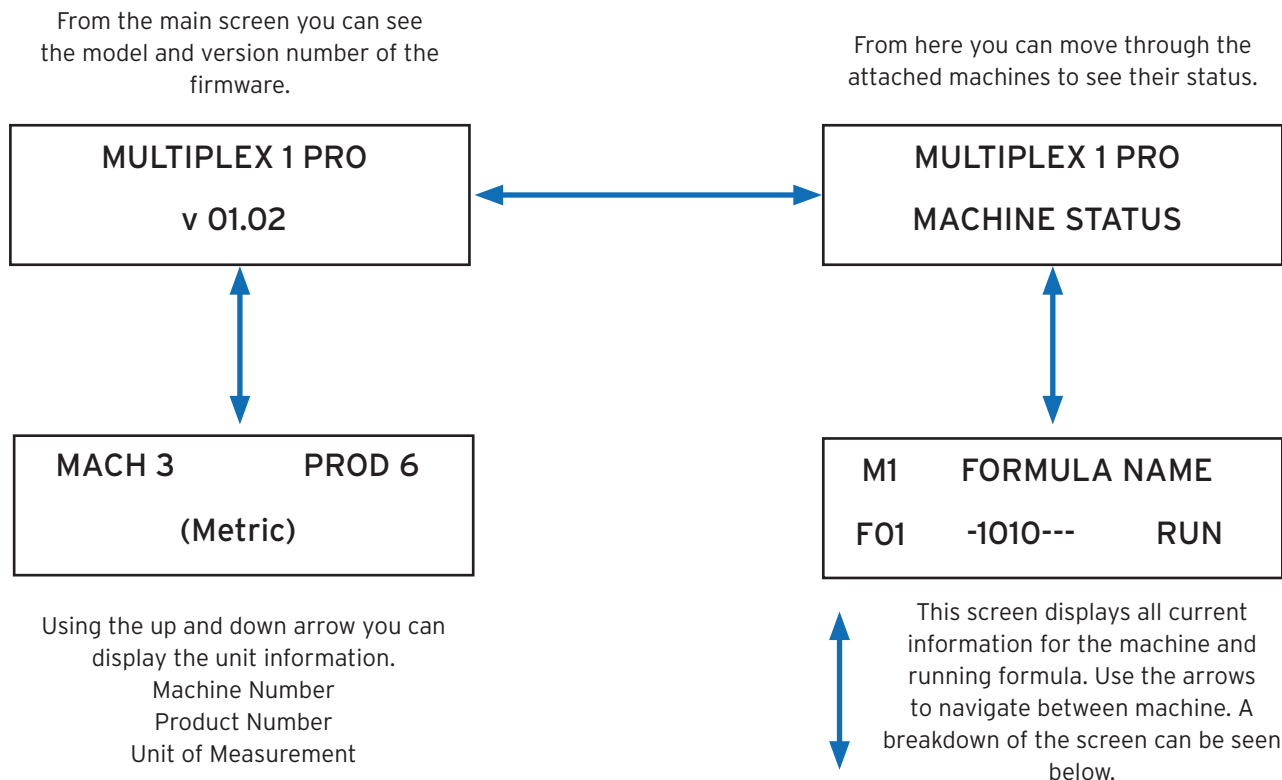 From the main screen you can see
the model and version number of the
firmware.
From here you can move through the
attached machines to see their status.
MULTIPLEX 1 PRO
v 01.02
MULTIPLEX 1 PRO
MACHINE STATUS
MACH 3 PROD 6
(Metric)
M1 FORMULA NAME
F01 -1010--- RUN
Using the up and down arrow you can
display the unit information.
Machine Number
Product Number
Unit of Measurement
This screen displays all current
information for the machine and
running formula. Use the arrows
to navigate between machine. A
breakdown of the screen can be seen
below.